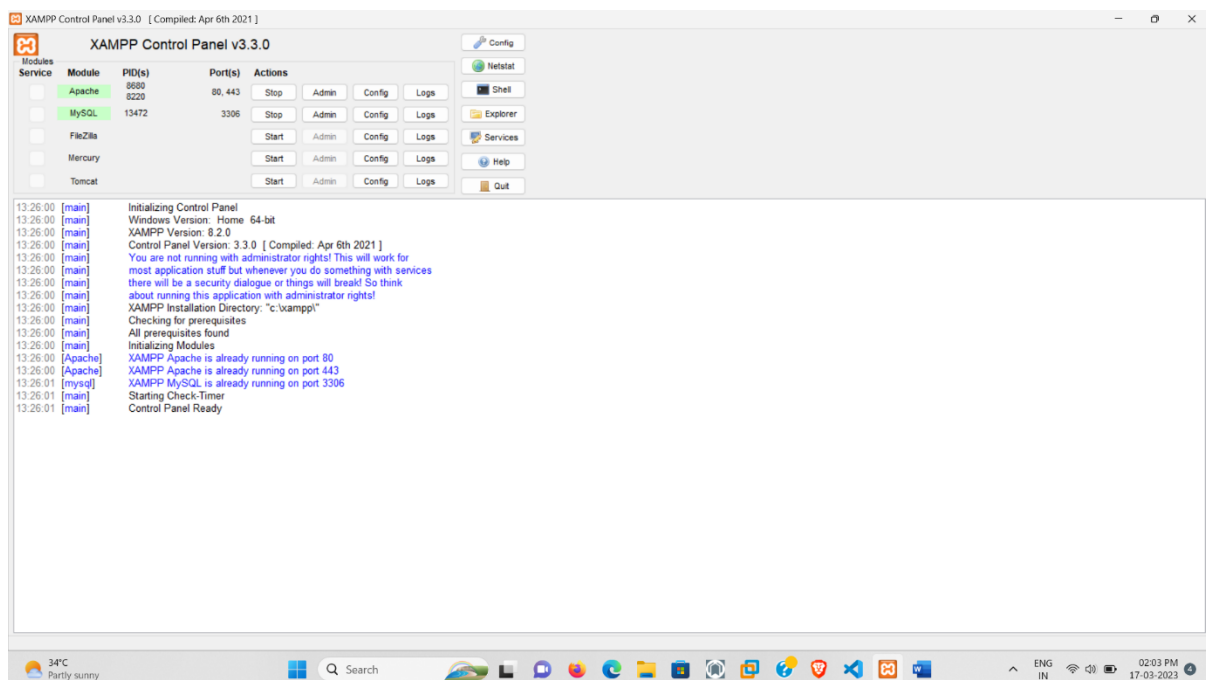 XAMPP Control Panel v3.3.0 [ Compiled: Apr 6th 2021 ]
XAMPP Control Panel v3.3.0
Modules
Service Module PID(s) Port(s) Actions
Apache 8680 8220 80, 443 Stop Admin Config Logs
MySQL 13472 3306 Stop Admin Config Logs
FileZilla Start Admin Config Logs
Mercury Start Admin Config Logs
Tomcat Start Admin Config Logs
Config
Netstat
Shell
Explorer
Services
Help
Quit
13:26:00 [main] Initializing Control Panel
13:26:00 [main] Windows Version: Home 64-bit
13:26:00 [main] XAMPP Version: 8.2.0
13:26:00 [main] Control Panel Version: 3.3.0 [ Compiled: Apr 6th 2021 ]
13:26:00 [main] You are not running with administrator rights! This will work for
13:26:00 [main] most application stuff but whenever you do something with services
13:26:00 [main] there will be a security dialogue or things will break! So think
13:26:00 [main] about running this application with administrator rights!
13:26:00 [main] XAMPP Installation Directory: "c:\xampp\"
13:26:00 [main] Checking for prerequisites
13:26:00 [main] All prerequisites found
13:26:00 [main] Initializing Modules
13:26:00 [Apache] XAMPP Apache is already running on port 80
13:26:00 [Apache] XAMPP Apache is already running on port 443
13:26:01 [mysql] XAMPP MySQL is already running on port 3306
13:26:01 [main] Starting Check-Timer
13:26:01 [main] Control Panel Ready
34°C
Partly sunny
Search
ENG
IN
02:03 PM
17-03-2023
4